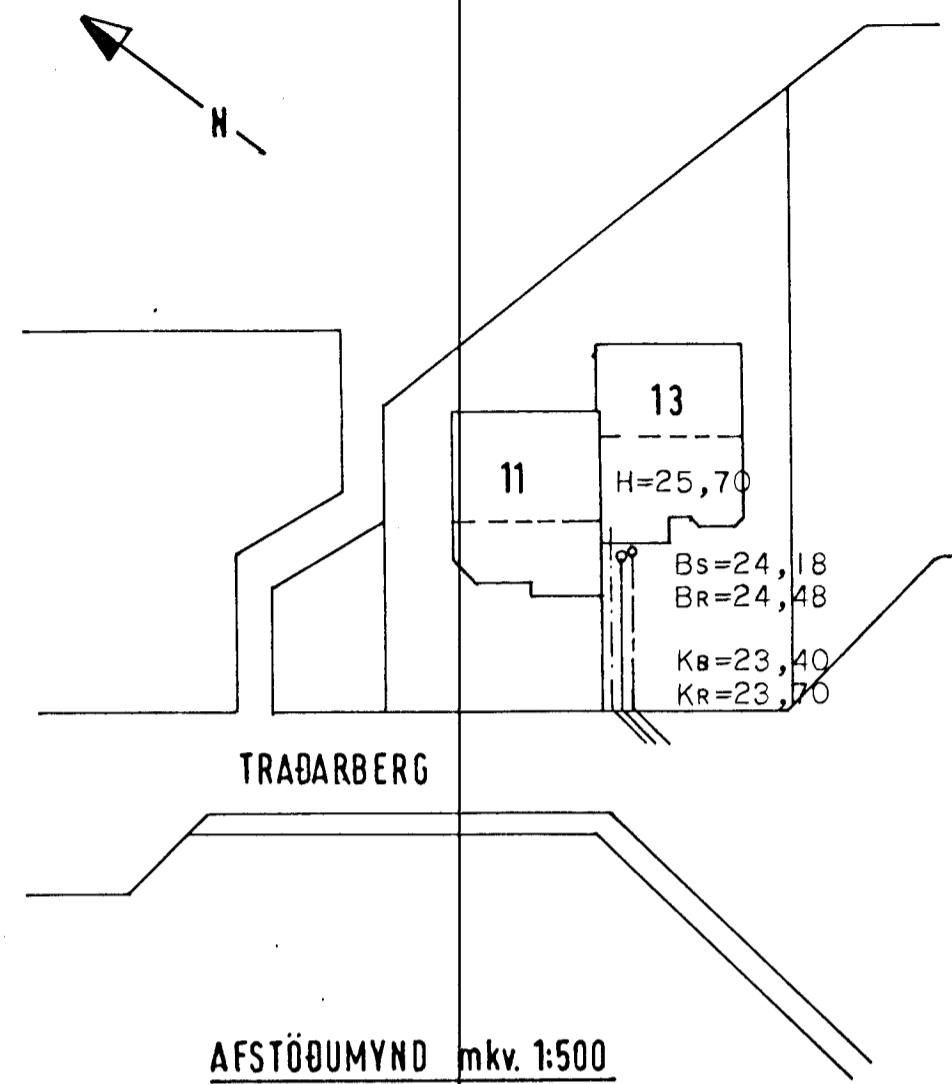 N
13
11
H=25,70
Bs=24,18
BR=24,48
KB=23,40
KR=23,70
TRAÐARBERG
AFSTÖÐUMYND mkv. 1:500